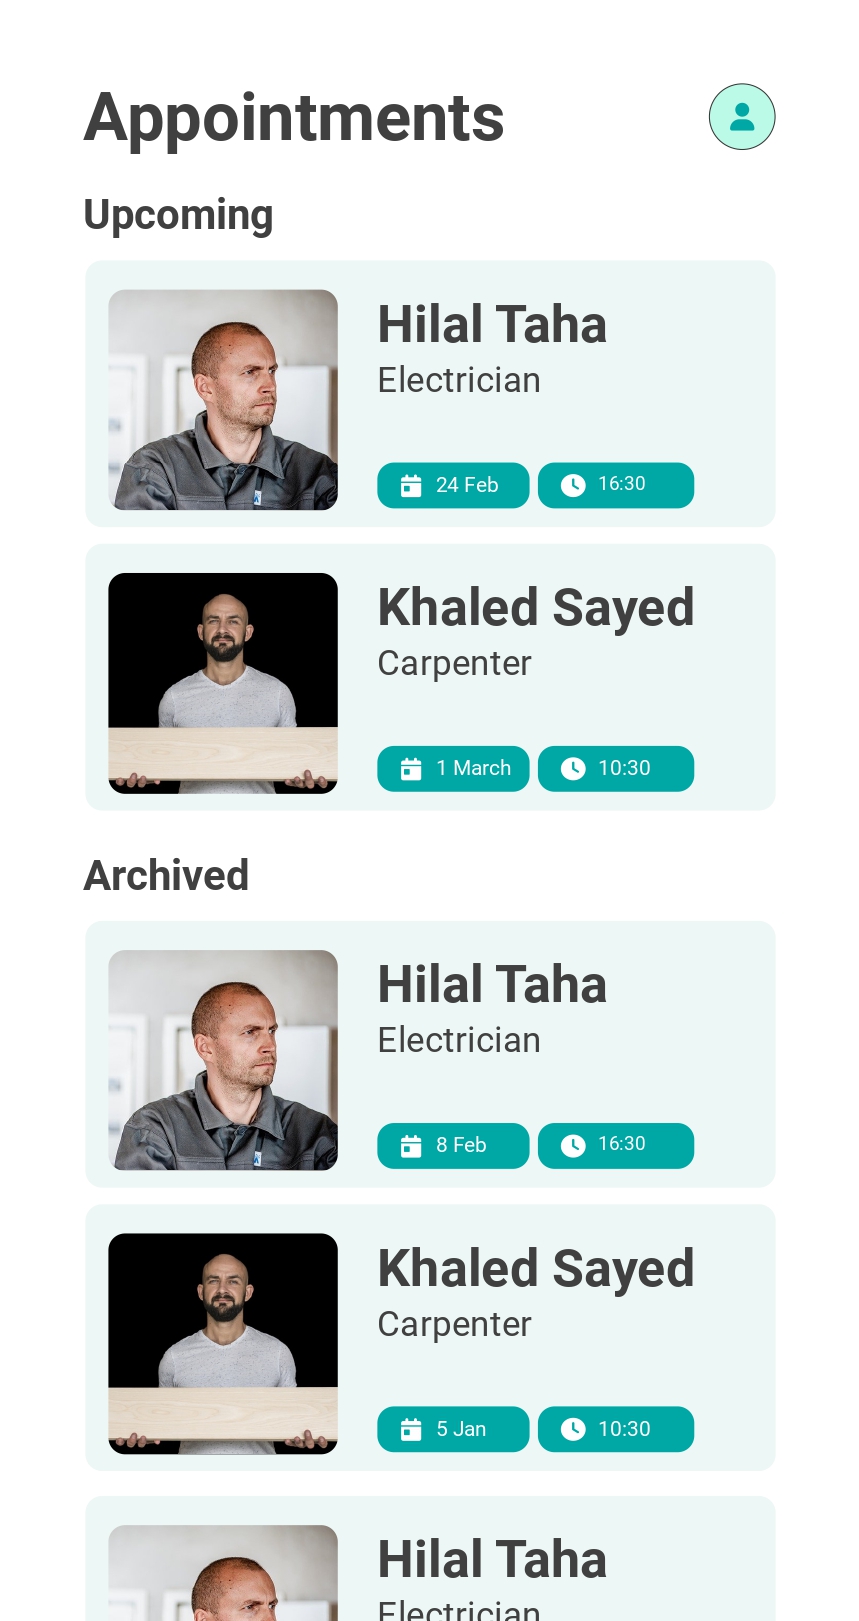 Appointments
Upcoming
Hilal Taha
Electrician
24 Feb
16:30
Khaled Sayed
Carpenter
1 March
10:30
Archived
Hilal Taha
Electrician
8 Feb
16:30
Khaled Sayed
Carpenter
5 Jan
10:30
Hilal Taha
Electrician